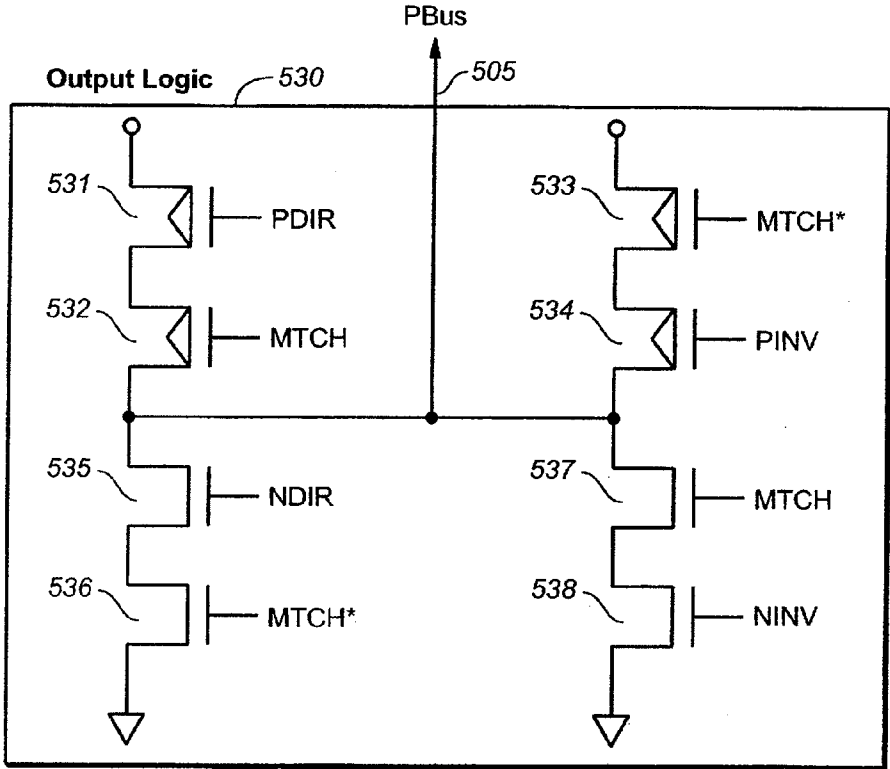 PBus
Output Logic
530
505
531
PDIR
533
MTCH*
532
MTCH
534
PINV
535
NDIR
537
MTCH
536
MTCH*
538
NINV